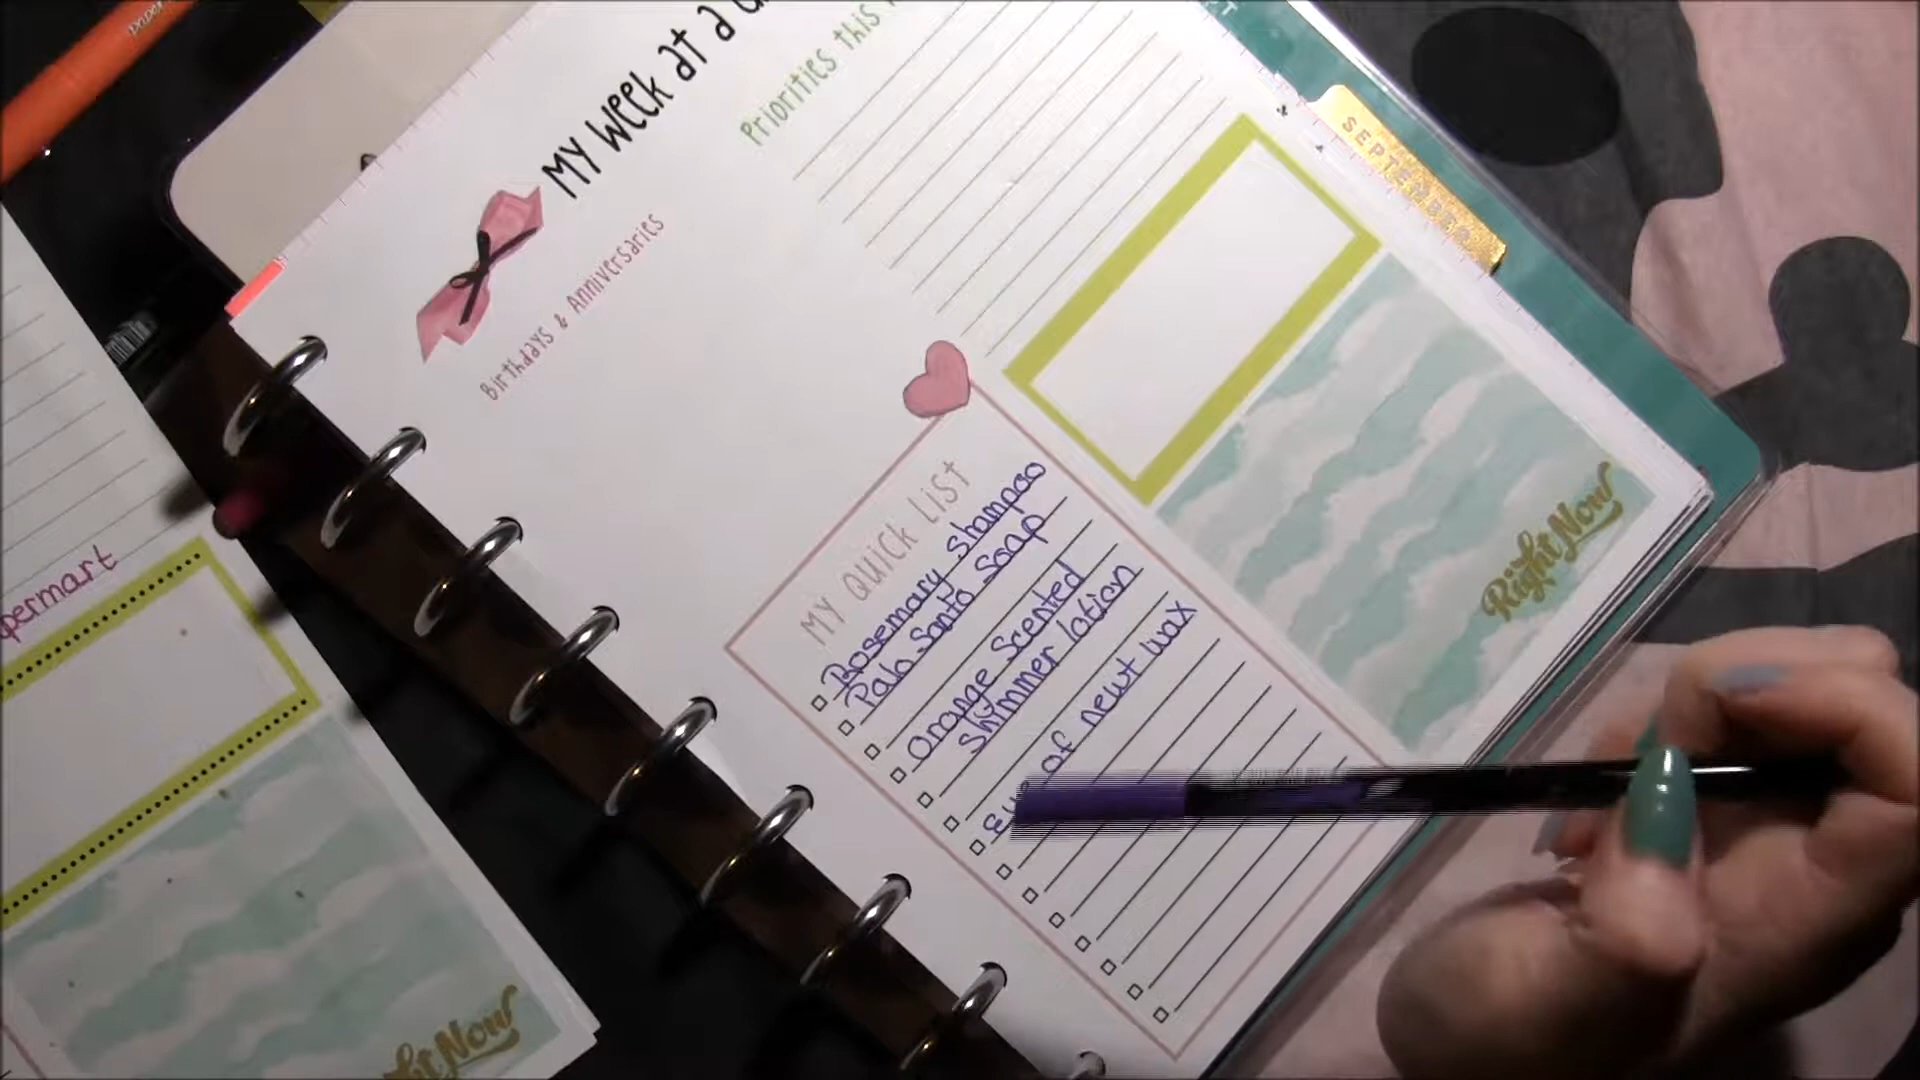 MY week at a
Priorities this
Birthdays & Anniversaries
SEPTEMBER
MY QUICK LIST
Rosemary shampoo
Palo Santo Soap
Orange Scented
Shimmer lotion
Eye of newt wax
Right Now
permart
Right Now